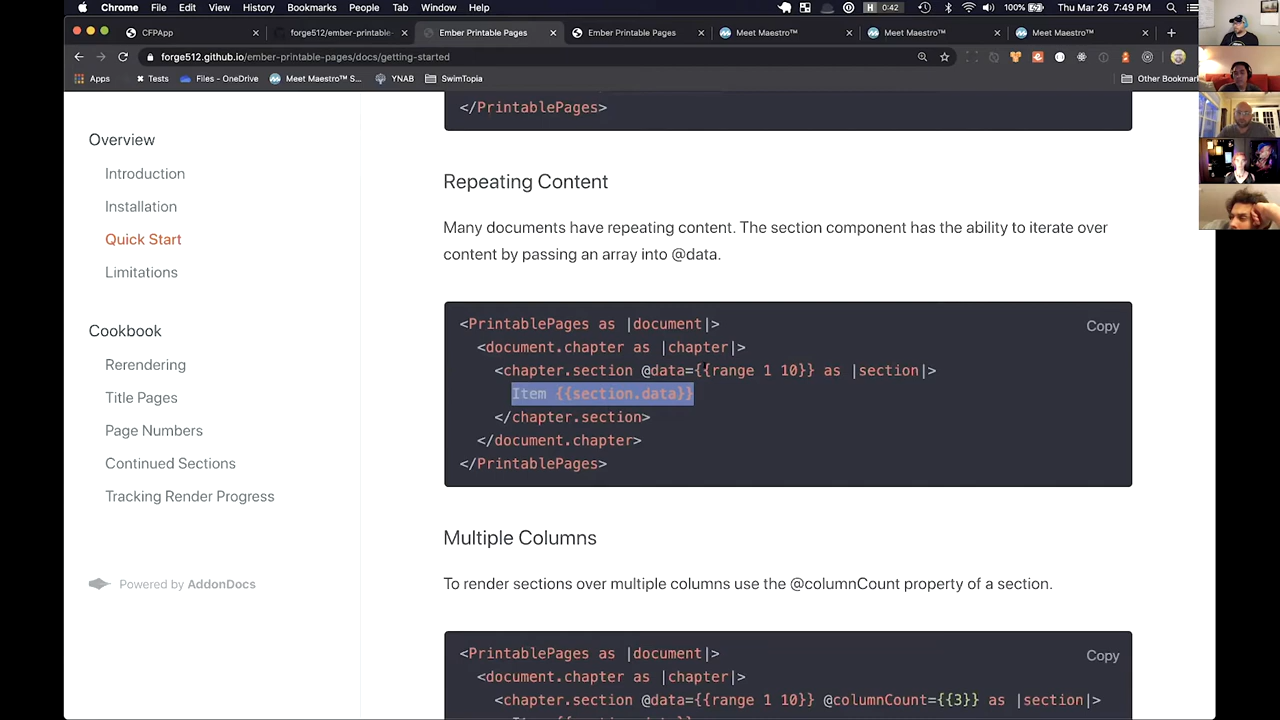 Chrome File Edit View History Bookmarks People Tab Window Help 0:42 100% Thu Mar 26 7:49 PM
CFPApp forge512/ember-printable- Ember Printable Pages Ember Printable Pages Meet Maestro™ Meet Maestro™ Meet Maestro™
forge512.github.io/ember-printable-pages/docs/getting-started
Apps Tests Files - OneDrive Meet Maestro™ S... YNAB SwimTopia Other Bookmar
Overview
Introduction
Installation
Quick Start
Limitations
Cookbook
Rerendering
Title Pages
Page Numbers
Continued Sections
Tracking Render Progress
Powered by AddonDocs
</PrintablePages>
Repeating Content
Many documents have repeating content. The section component has the ability to iterate over
content by passing an array into @data.
Copy
<PrintablePages as |document|>
<document.chapter as |chapter|>
<chapter.section @data={{range 1 10}} as |section|>
Item {{section.data}}
</chapter.section>
</document.chapter>
</PrintablePages>
Multiple Columns
To render sections over multiple columns use the @columnCount property of a section.
Copy
<PrintablePages as |document|>
<document.chapter as |chapter|>
<chapter.section @data={{range 1 10}} @columnCount={{3}} as |section|>
Item {{section.data}}